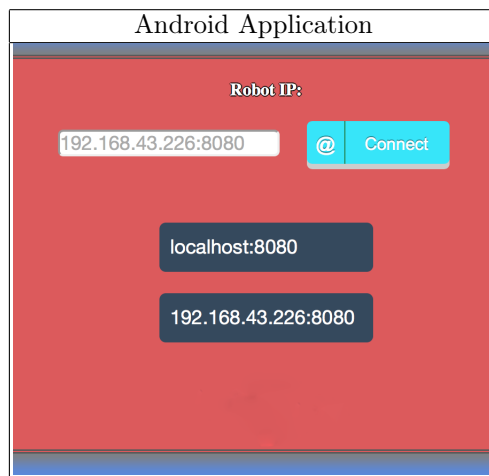 Android Application
Robot IP:
192.168.43.226:8080
@ Connect
localhost:8080
192.168.43.226:8080